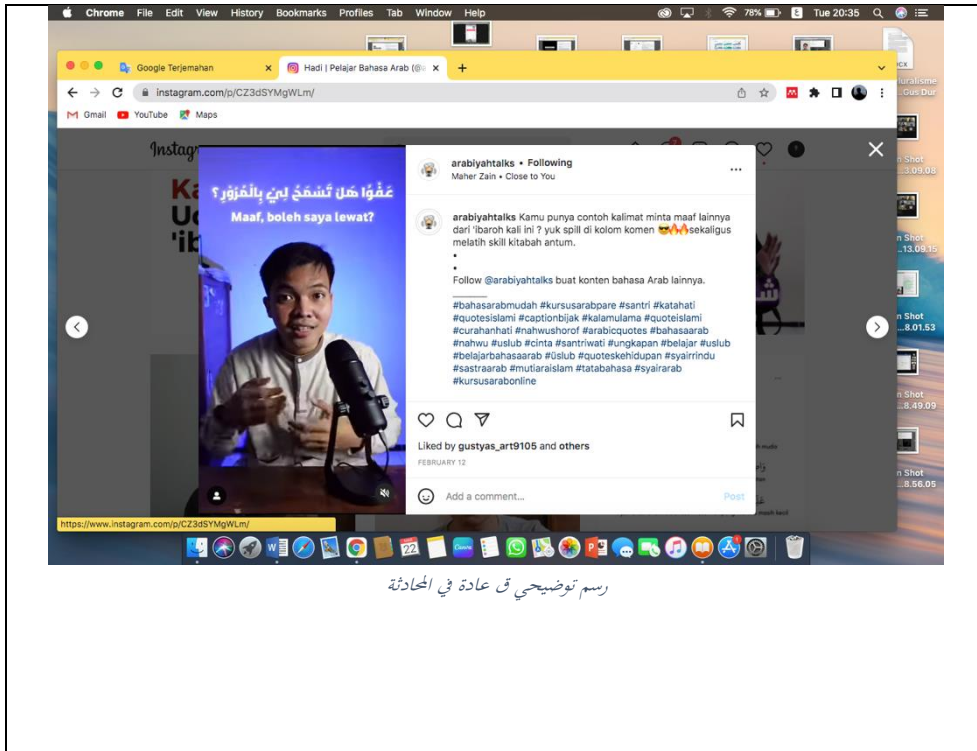 Chrome File Edit View History Bookmarks Profiles Tab Window Help 78% Tue 20:35
Google Terjemahan
Hadi | Pelajar Bahasa Arab
instagram.com/p/CZ3dSYMgWLm/
Gmail YouTube Maps
عَفْوًا هَلْ تَسْمَحُ لِيْ بِالْمُرُوْرِ؟
Maaf, boleh saya lewat?
arabiyahtalks • Following
Maher Zain • Close to You
arabiyahtalks Kamu punya contoh kalimat minta maaf lainnya
dari 'ibaroh kali ini ? yuk spill di kolom komen 😎🔥🔥sekaligus
melatih skill kitabah antum.
•
•
Follow @arabiyahtalks buat konten bahasa Arab lainnya.
#bahasarabmudah #kursusarabpare #santri #katahati
#quotesislami #captionbijak #kalamulama #quoteislami
#curahanhati #nahwushorof #arabicquotes #bahasaarab
#nahwu #uslub #cinta #santriwati #ungkapan #belajar #uslub
#belajarbahasaarab #üslub #quoteskehidupan #syairrindu
#sastraarab #mutiaraislam #tatabahasa #syairarab
#kursusarabonline
Liked by gustyas_art9105 and others
FEBRUARY 12
Add a comment...
Post
https://www.instagram.com/p/CZ3dSYMgWLm/
رسم توضيحي ق عادة في المحادثة